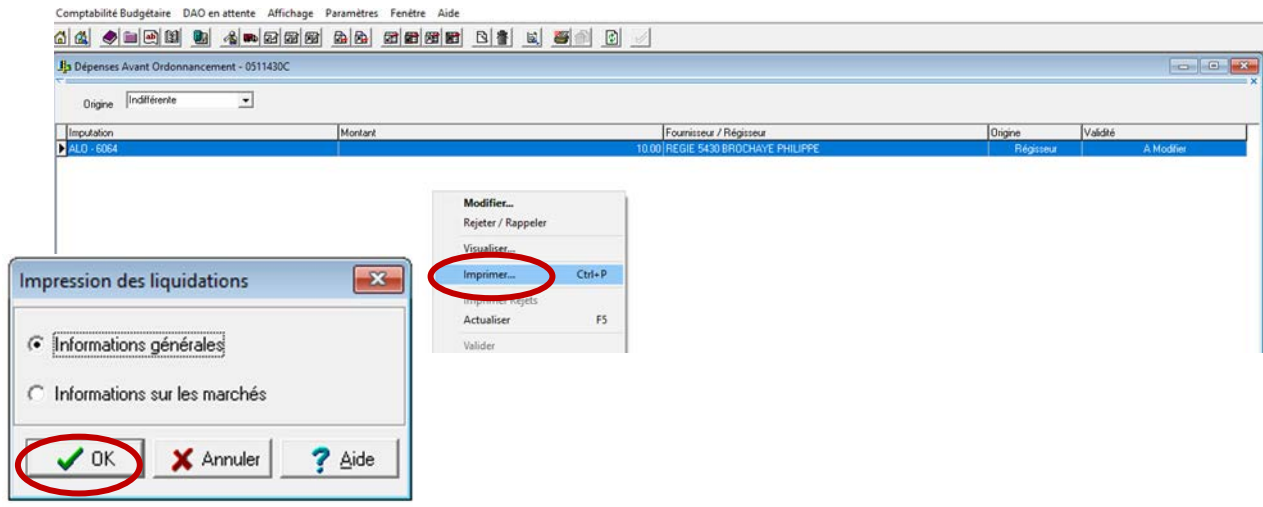 Comptabilité Budgétaire DAO en attente Affichage Paramètres Fenêtre Aide
Dépenses Avant Ordonnancement - 0511430C
Origine Indifférente
Imputation Montant Fournisseur / Régisseur Origine Validité
ALO - 6064 10.00 REGIE 5430 BROCHAYE PHILIPPE Régisseur A Modifier
Modifier...
Rejeter / Rappeler
Visualiser...
Imprimer... Ctrl+P
Imprimer Rejets
Actualiser F5
Valider
Impression des liquidations
Informations générales
Informations sur les marchés
OK Annuler Aide